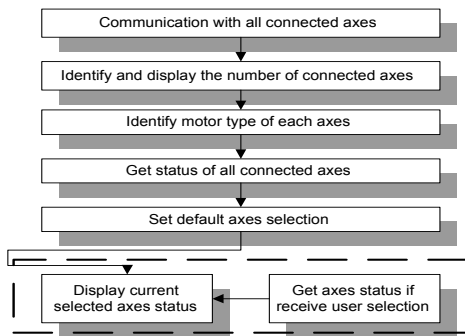 Communication with all connected axes
Identify and display the number of connected axes
Identify motor type of each axes
Get status of all connected axes
Set default axes selection
Display current
selected axes status
Get axes status if
receive user selection